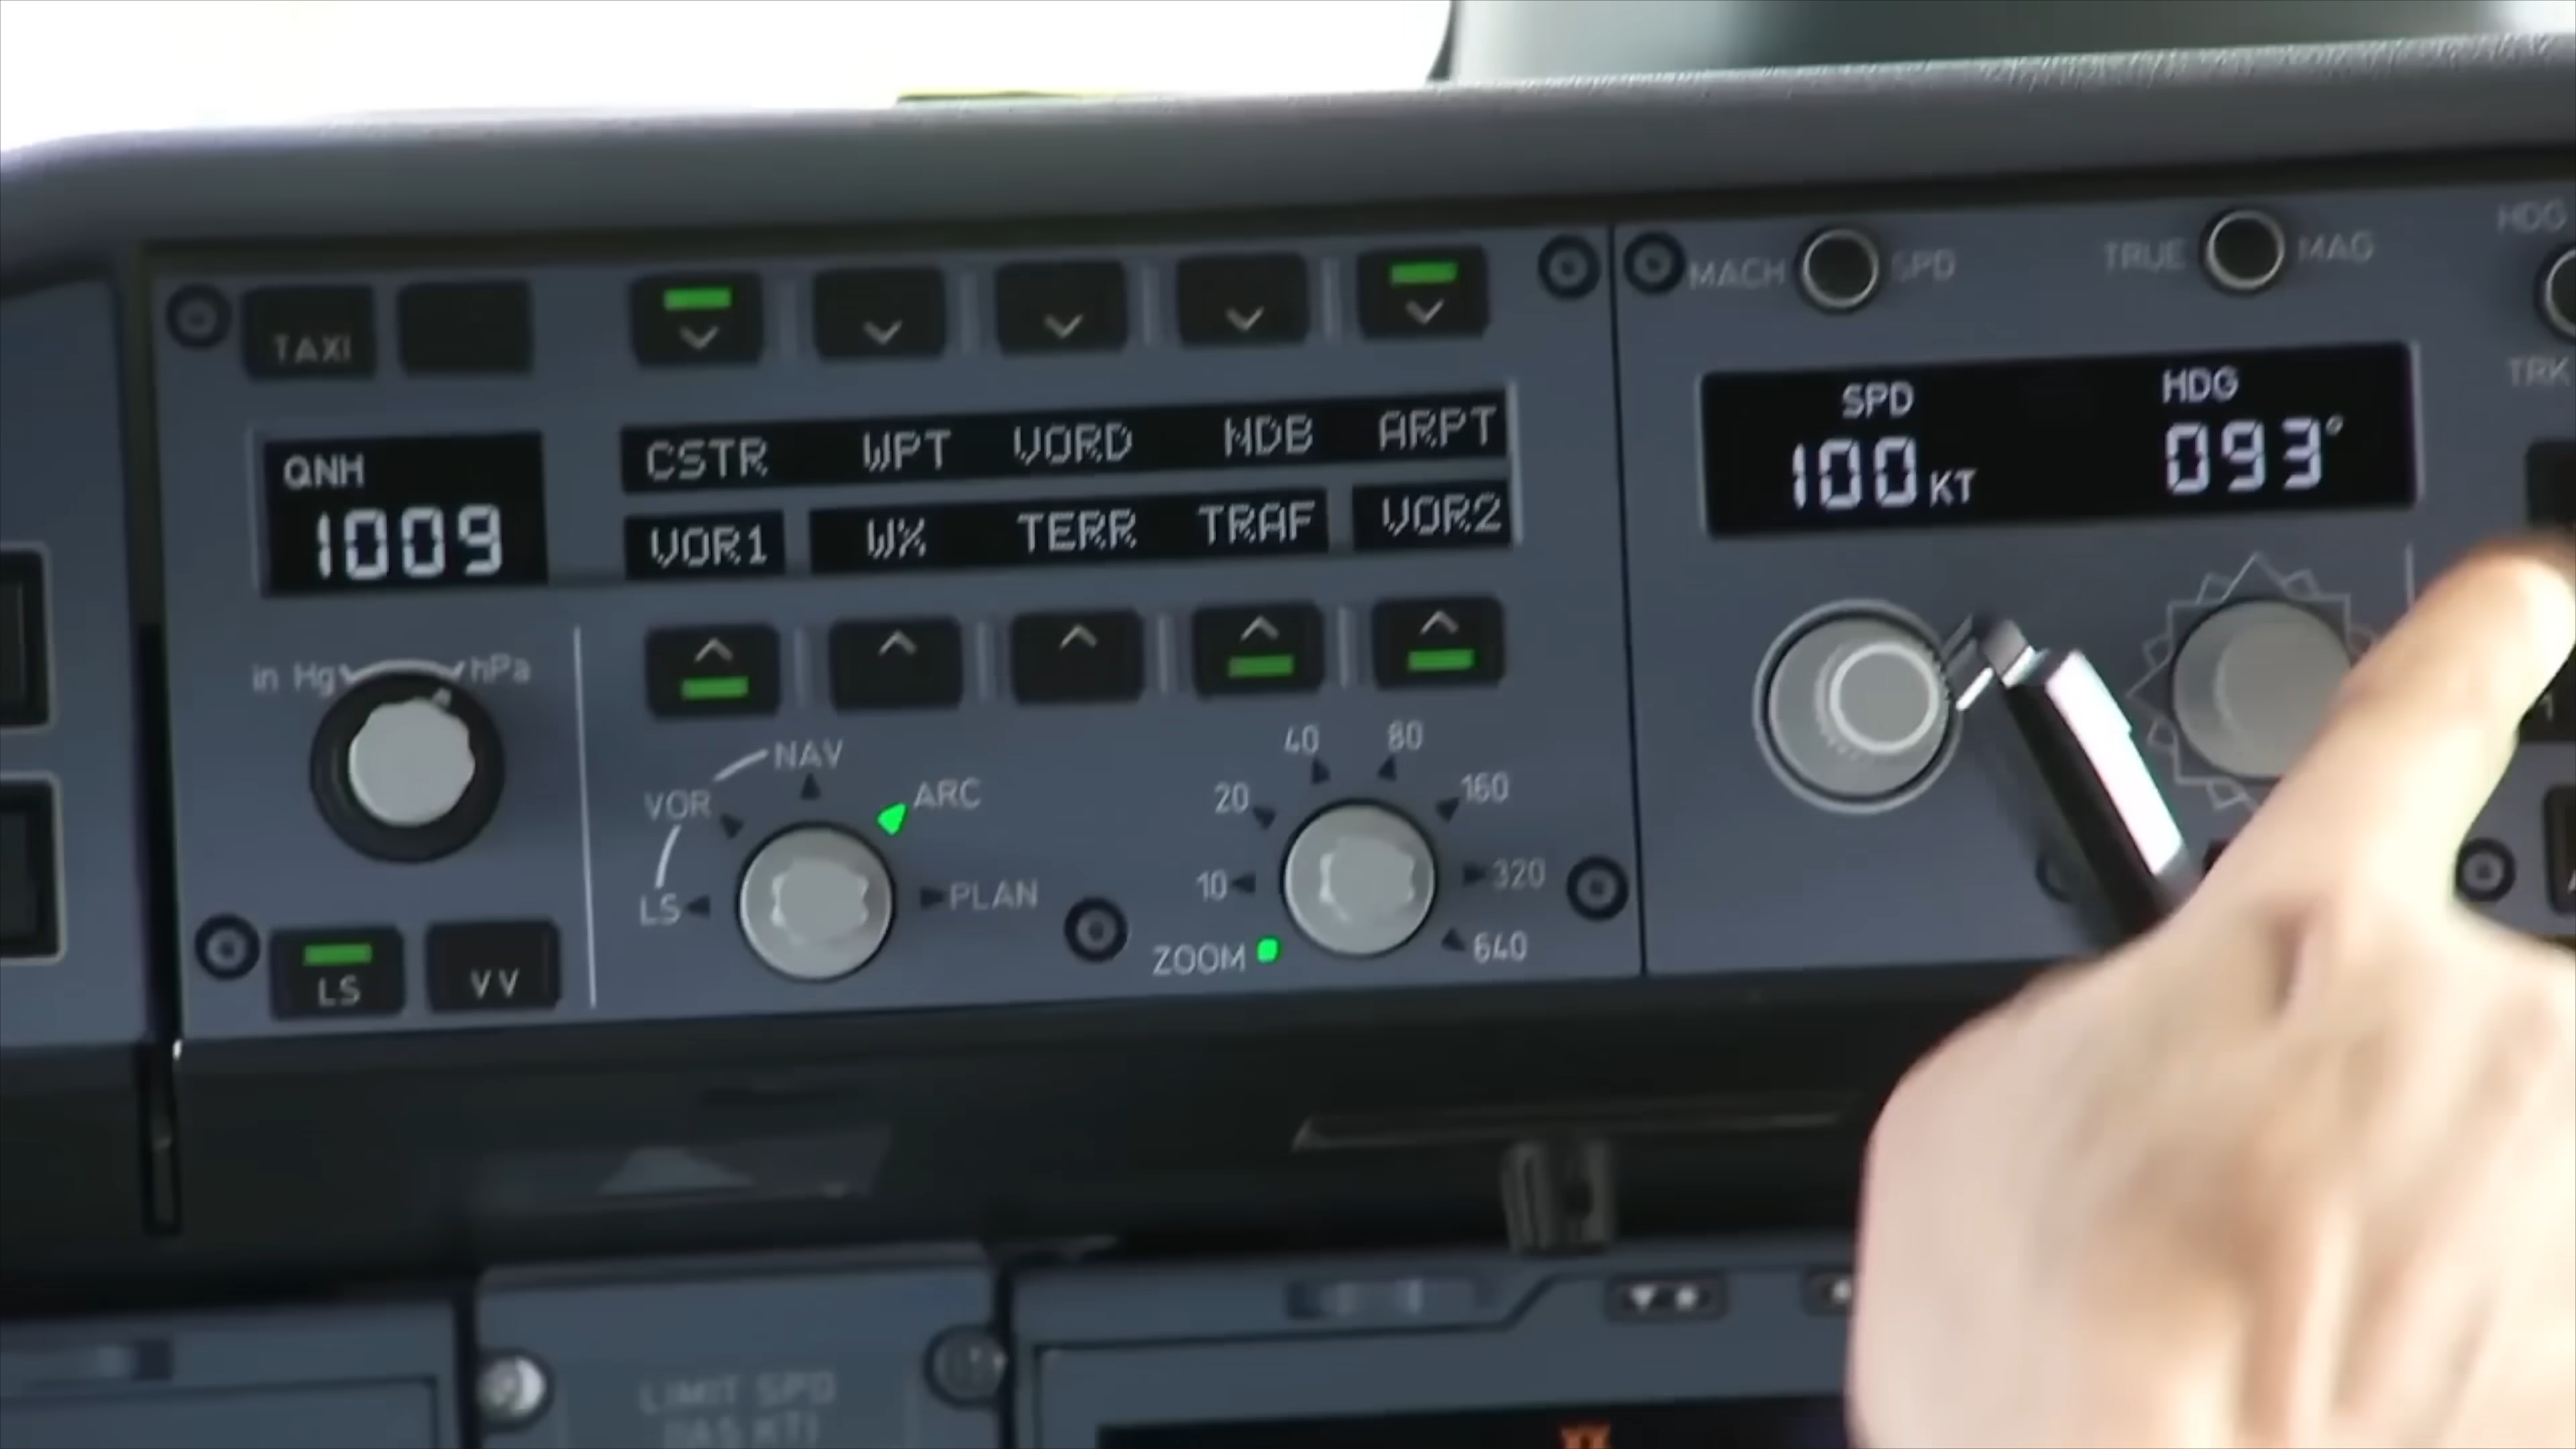 TAXI
QNH
1009
CSTR WPT VORD NDB ARPT
VOR1 WX TERR TRAF VOR2
in Hg hPa
LS VV
NAV
VOR ARC
LS PLAN
40 80
20 160
10 320
ZOOM 640
MACH SPD TRUE MAG
HDG
TRK
SPD HDG
100 KT 093°
LIMIT SPD
IAS KT